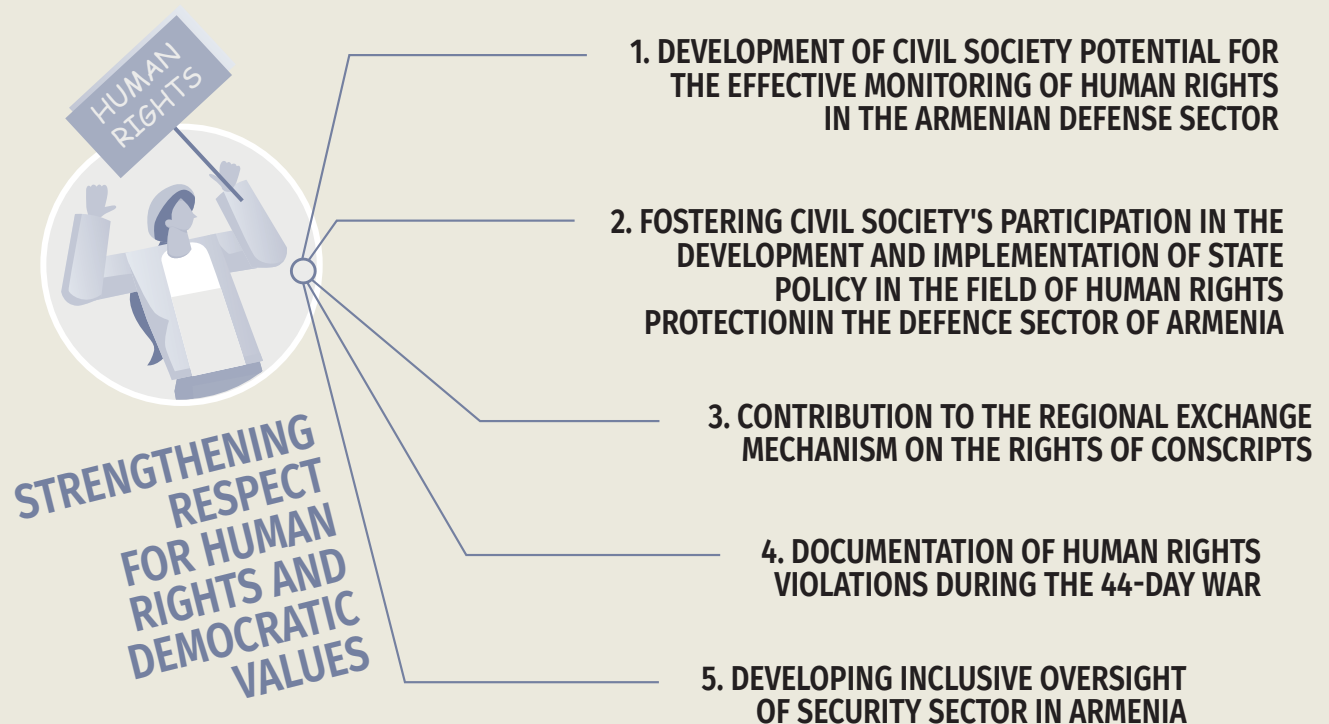 HUMAN
RIGHTS
STRENGTHENING
RESPECT
FOR HUMAN
RIGHTS AND
DEMOCRATIC
VALUES
1. DEVELOPMENT OF CIVIL SOCIETY POTENTIAL FOR
THE EFFECTIVE MONITORING OF HUMAN RIGHTS
IN THE ARMENIAN DEFENSE SECTOR
2. FOSTERING CIVIL SOCIETY'S PARTICIPATION IN THE
DEVELOPMENT AND IMPLEMENTATION OF STATE
POLICY IN THE FIELD OF HUMAN RIGHTS
PROTECTIONIN THE DEFENCE SECTOR OF ARMENIA
3. CONTRIBUTION TO THE REGIONAL EXCHANGE
MECHANISM ON THE RIGHTS OF CONSCRIPTS
4. DOCUMENTATION OF HUMAN RIGHTS
VIOLATIONS DURING THE 44-DAY WAR
5. DEVELOPING INCLUSIVE OVERSIGHT
OF SECURITY SECTOR IN ARMENIA